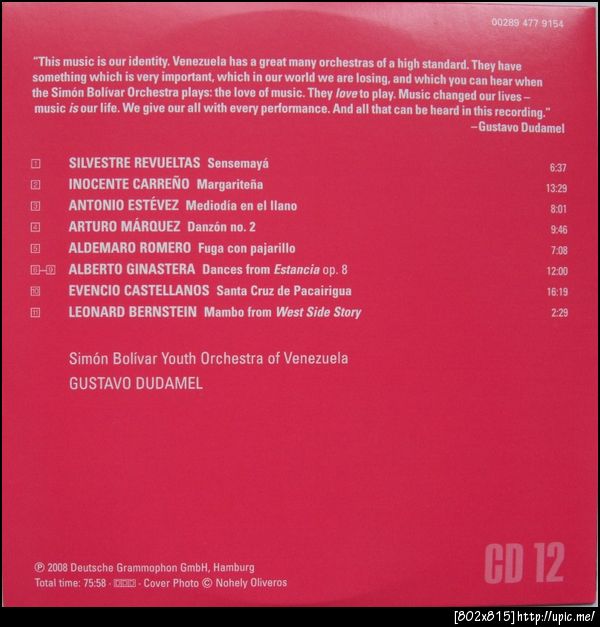 00289 477 9154
"This music is our identity. Venezuela has a great many orchestras of a high standard. They have
something which is very important, which in our world we are losing, and which you can hear when
the Simón Bolívar Orchestra plays: the love of music. They love to play. Music changed our lives –
music is our life. We give our all with every performance. And all that can be heard in this recording."
–Gustavo Dudamel
1 SILVESTRE REVUELTAS Sensemayá 6:37
2 INOCENTE CARREÑO Margariteña 13:29
3 ANTONIO ESTÉVEZ Mediodía en el llano 8:01
4 ARTURO MÁRQUEZ Danzón no. 2 9:46
5 ALDEMARO ROMERO Fuga con pajarillo 7:08
6–9 ALBERTO GINASTERA Dances from Estancia op. 8 12:00
10 EVENCIO CASTELLANOS Santa Cruz de Pacairigua 16:19
11 LEONARD BERNSTEIN Mambo from West Side Story 2:29
Simón Bolívar Youth Orchestra of Venezuela
GUSTAVO DUDAMEL
℗ 2008 Deutsche Grammophon GmbH, Hamburg
Total time: 75:58 · DDD · Cover Photo © Nohely Oliveros
CD 12
[802x815]http://upic.me/